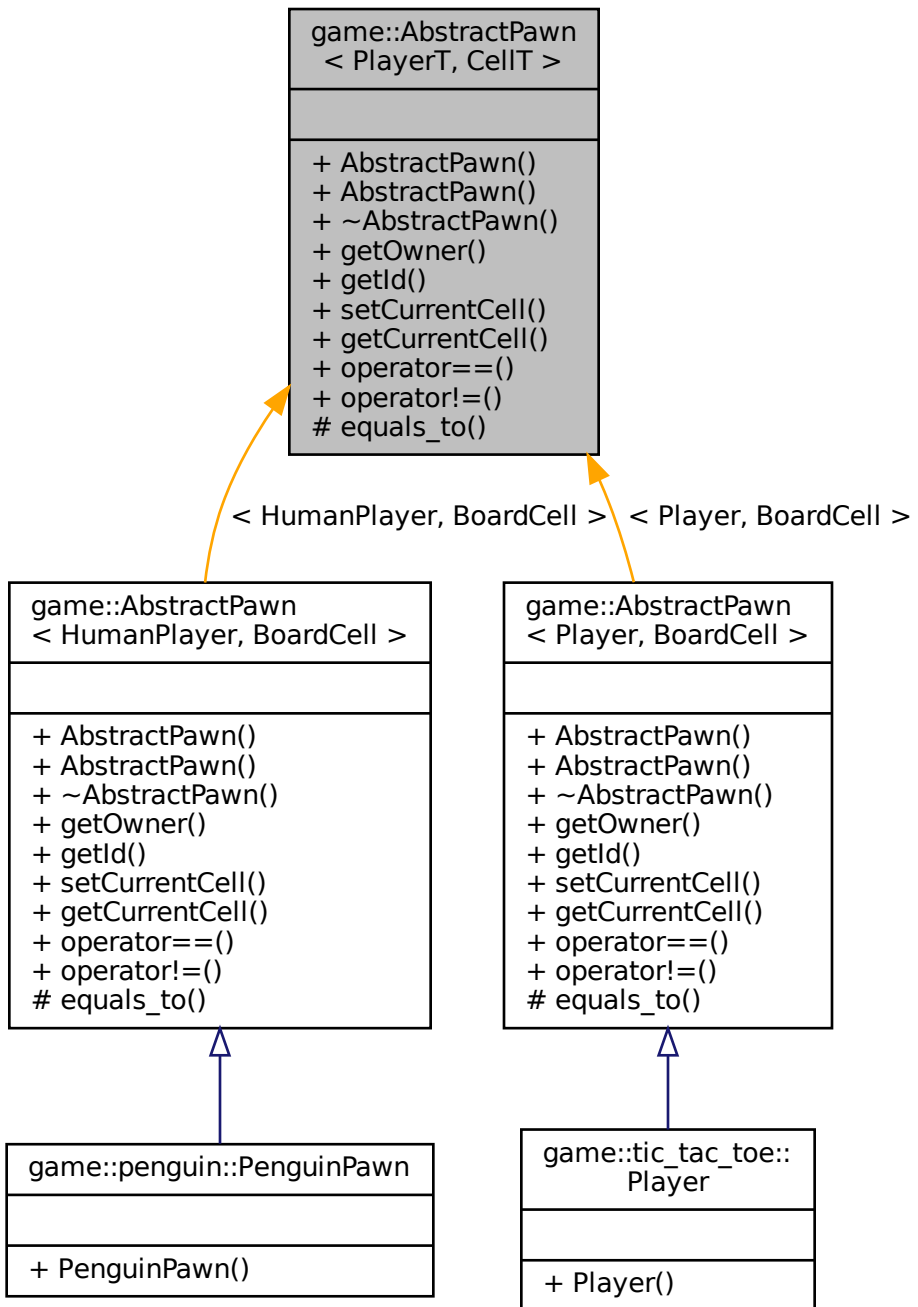 game::AbstractPawn
< PlayerT, CellT >
+ AbstractPawn()
+ AbstractPawn()
+ ~AbstractPawn()
+ getOwner()
+ getId()
+ setCurrentCell()
+ getCurrentCell()
+ operator==()
+ operator!=()
# equals_to()
< HumanPlayer, BoardCell >
< Player, BoardCell >
game::AbstractPawn
< HumanPlayer, BoardCell >
+ AbstractPawn()
+ AbstractPawn()
+ ~AbstractPawn()
+ getOwner()
+ getId()
+ setCurrentCell()
+ getCurrentCell()
+ operator==()
+ operator!=()
# equals_to()
game::AbstractPawn
< Player, BoardCell >
+ AbstractPawn()
+ AbstractPawn()
+ ~AbstractPawn()
+ getOwner()
+ getId()
+ setCurrentCell()
+ getCurrentCell()
+ operator==()
+ operator!=()
# equals_to()
game::penguin::PenguinPawn
+ PenguinPawn()
game::tic_tac_toe::
Player
+ Player()